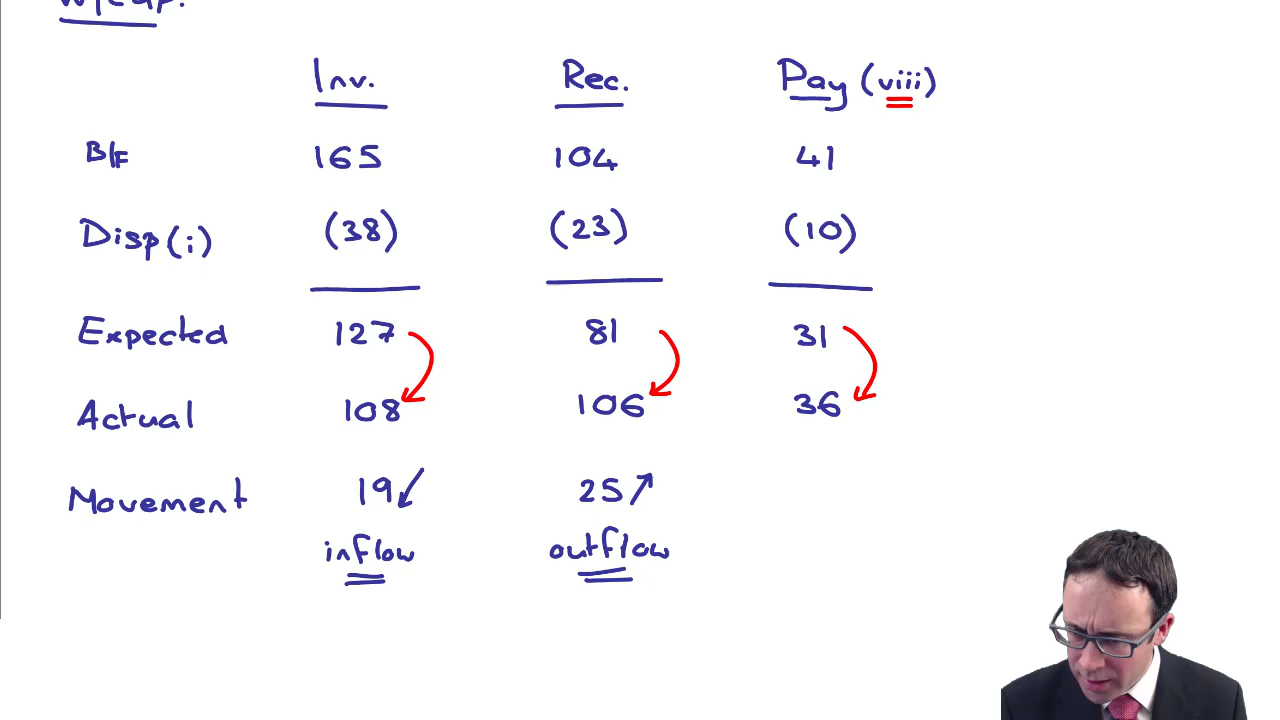 W/Cap.
Inv. Rec. Pay (viii)
B/F 165 104 41
Disp (i) (38) (23) (10)
Expected 127 81 31
Actual 108 106 36
Movement 19 25
inflow outflow